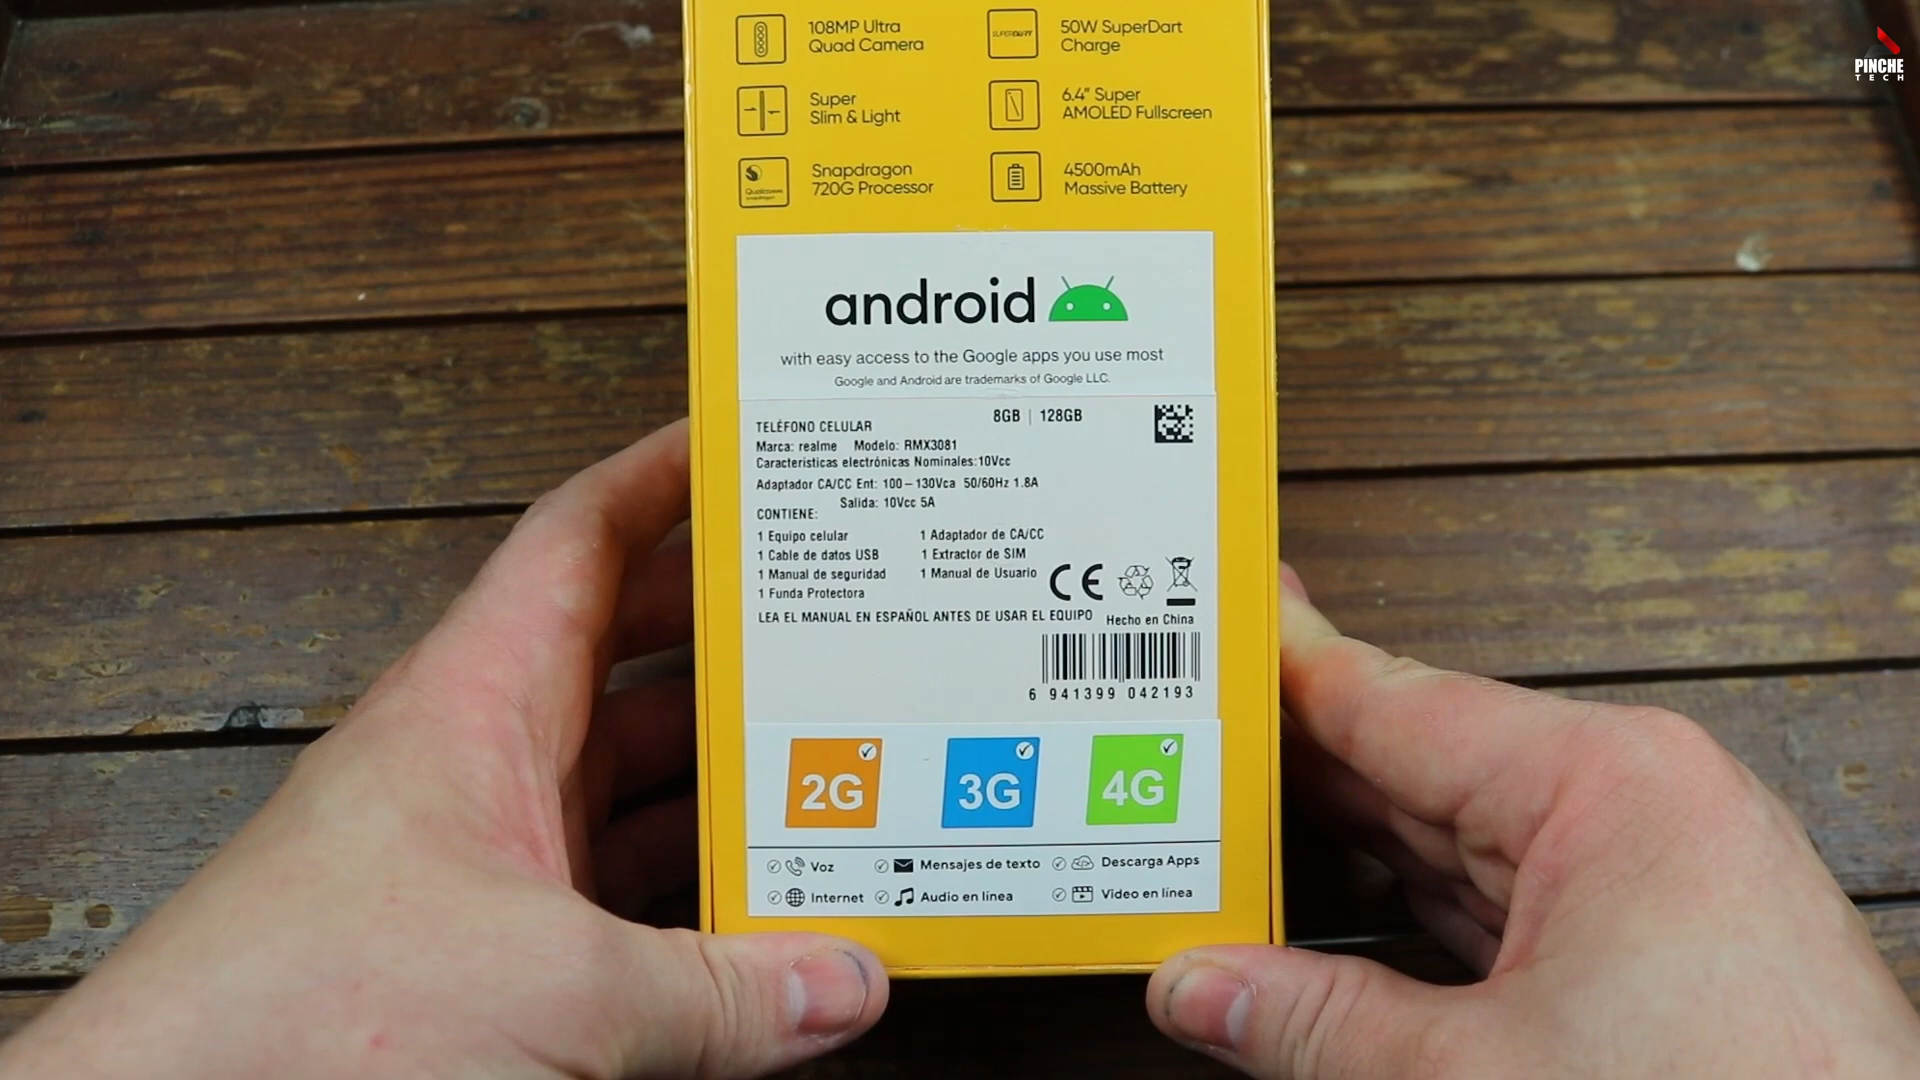 108MP Ultra
Quad Camera
SUPERDART
50W SuperDart
Charge
Super
Slim & Light
6.4" Super
AMOLED Fullscreen
Qualcomm
snapdragon
Snapdragon
720G Processor
4500mAh
Massive Battery
PINCHE
TECH
android
with easy access to the Google apps you use most
Google and Android are trademarks of Google LLC.
8GB | 128GB
TELÉFONO CELULAR
Marca: realme Modelo: RMX3081
Características electrónicas Nominales:10Vcc
Adaptador CA/CC Ent: 100–130Vca 50/60Hz 1.8A
Salida: 10Vcc 5A
CONTIENE:
1 Equipo celular 1 Adaptador de CA/CC
1 Cable de datos USB 1 Extractor de SIM
1 Manual de seguridad 1 Manual de Usuario
1 Funda Protectora
CE
LEA EL MANUAL EN ESPAÑOL ANTES DE USAR EL EQUIPO Hecho en China
6 941399 042193
2G 3G 4G
Voz Mensajes de texto Descarga Apps
Internet Audio en línea Video en línea